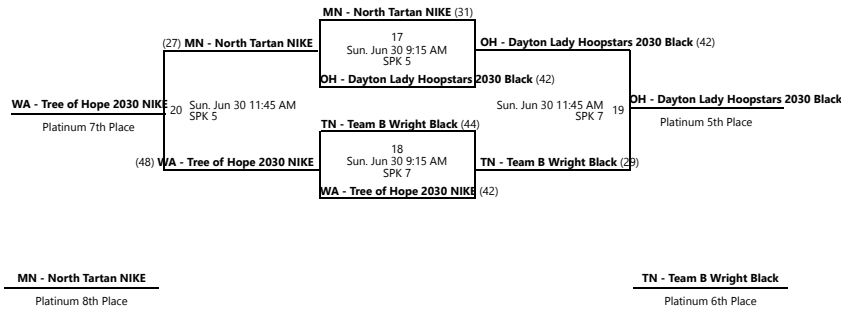 MN - North Tartan NIKE (31)
(27) MN - North Tartan NIKE
17
Sun. Jun 30 9:15 AM
SPK 5
OH - Dayton Lady Hoopstars 2030 Black (42)
OH - Dayton Lady Hoopstars 2030 Black (42)
WA - Tree of Hope 2030 NIKE
Platinum 7th Place
20 Sun. Jun 30 11:45 AM
SPK 5
Sun. Jun 30 11:45 AM 19
SPK 7
OH - Dayton Lady Hoopstars 2030 Black
Platinum 5th Place
TN - Team B Wright Black (44)
(48) WA - Tree of Hope 2030 NIKE
18
Sun. Jun 30 9:15 AM
SPK 7
TN - Team B Wright Black (29)
WA - Tree of Hope 2030 NIKE (42)
MN - North Tartan NIKE
Platinum 8th Place
TN - Team B Wright Black
Platinum 6th Place